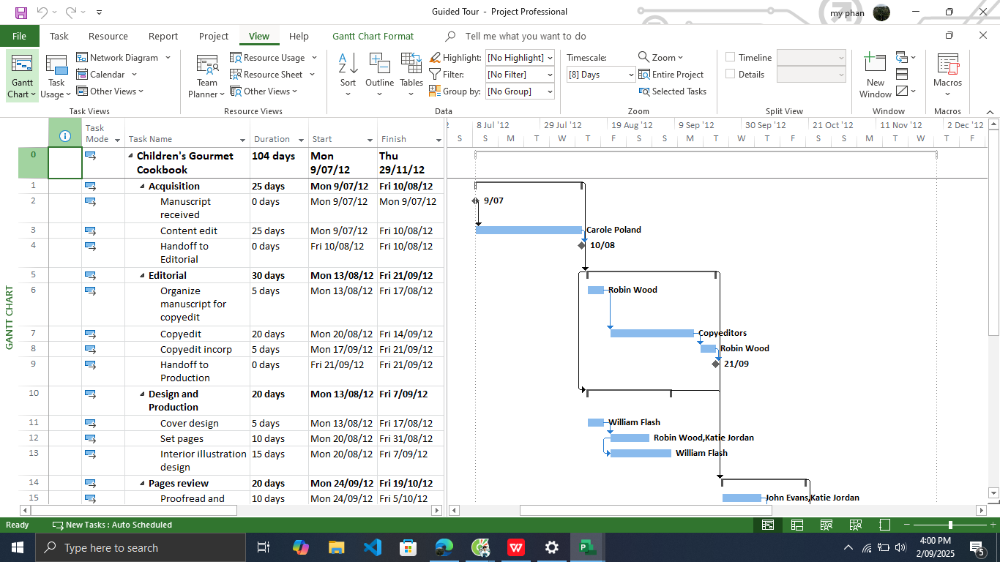 Guided Tour - Project Professional
my phan
File Task Resource Report Project View Help Gantt Chart Format Tell me what you want to do
Gantt Chart
Task Usage
Network Diagram
Calendar
Other Views
Task Views
Team Planner
Resource Usage
Resource Sheet
Other Views
Resource Views
Sort
Outline
Tables
Highlight: [No Highlight]
Filter: [No Filter]
Group by: [No Group]
Data
Timescale:
[8] Days
Zoom
Entire Project
Selected Tasks
Zoom
Timeline
Details
Split View
New Window
Window
Macros
Macros
Task Mode Task Name Duration Start Finish
2 8 Jul '12 29 Jul '12 19 Aug '12 9 Sep '12 30 Sep '12 21 Oct '12 11 Nov '12 2 Dec '12
S S M T W T F S S M T W T F S S M T W T F
GANTT CHART
0 Children's Gourmet Cookbook 104 days Mon 9/07/12 Thu 29/11/12
1 Acquisition 25 days Mon 9/07/12 Fri 10/08/12
2 Manuscript received 0 days Mon 9/07/12 Mon 9/07/12 9/07
3 Content edit 25 days Mon 9/07/12 Fri 10/08/12 Carole Poland
4 Handoff to Editorial 0 days Fri 10/08/12 Fri 10/08/12 10/08
5 Editorial 30 days Mon 13/08/12 Fri 21/09/12
6 Organize manuscript for copyedit 5 days Mon 13/08/12 Fri 17/08/12 Robin Wood
7 Copyedit 20 days Mon 20/08/12 Fri 14/09/12 Copyeditors
8 Copyedit incorp 5 days Mon 17/09/12 Fri 21/09/12 Robin Wood
9 Handoff to Production 0 days Fri 21/09/12 Fri 21/09/12 21/09
10 Design and Production 20 days Mon 13/08/12 Fri 7/09/12
11 Cover design 5 days Mon 13/08/12 Fri 17/08/12 William Flash
12 Set pages 10 days Mon 20/08/12 Fri 31/08/12 Robin Wood,Katie Jordan
13 Interior illustration design 15 days Mon 20/08/12 Fri 7/09/12 William Flash
14 Pages review 20 days Mon 24/09/12 Fri 19/10/12
15 Proofread and 10 days Mon 24/09/12 Fri 5/10/12 John Evans,Katie Jordan
Ready New Tasks : Auto Scheduled
Type here to search
4:00 PM
2/09/2025
5